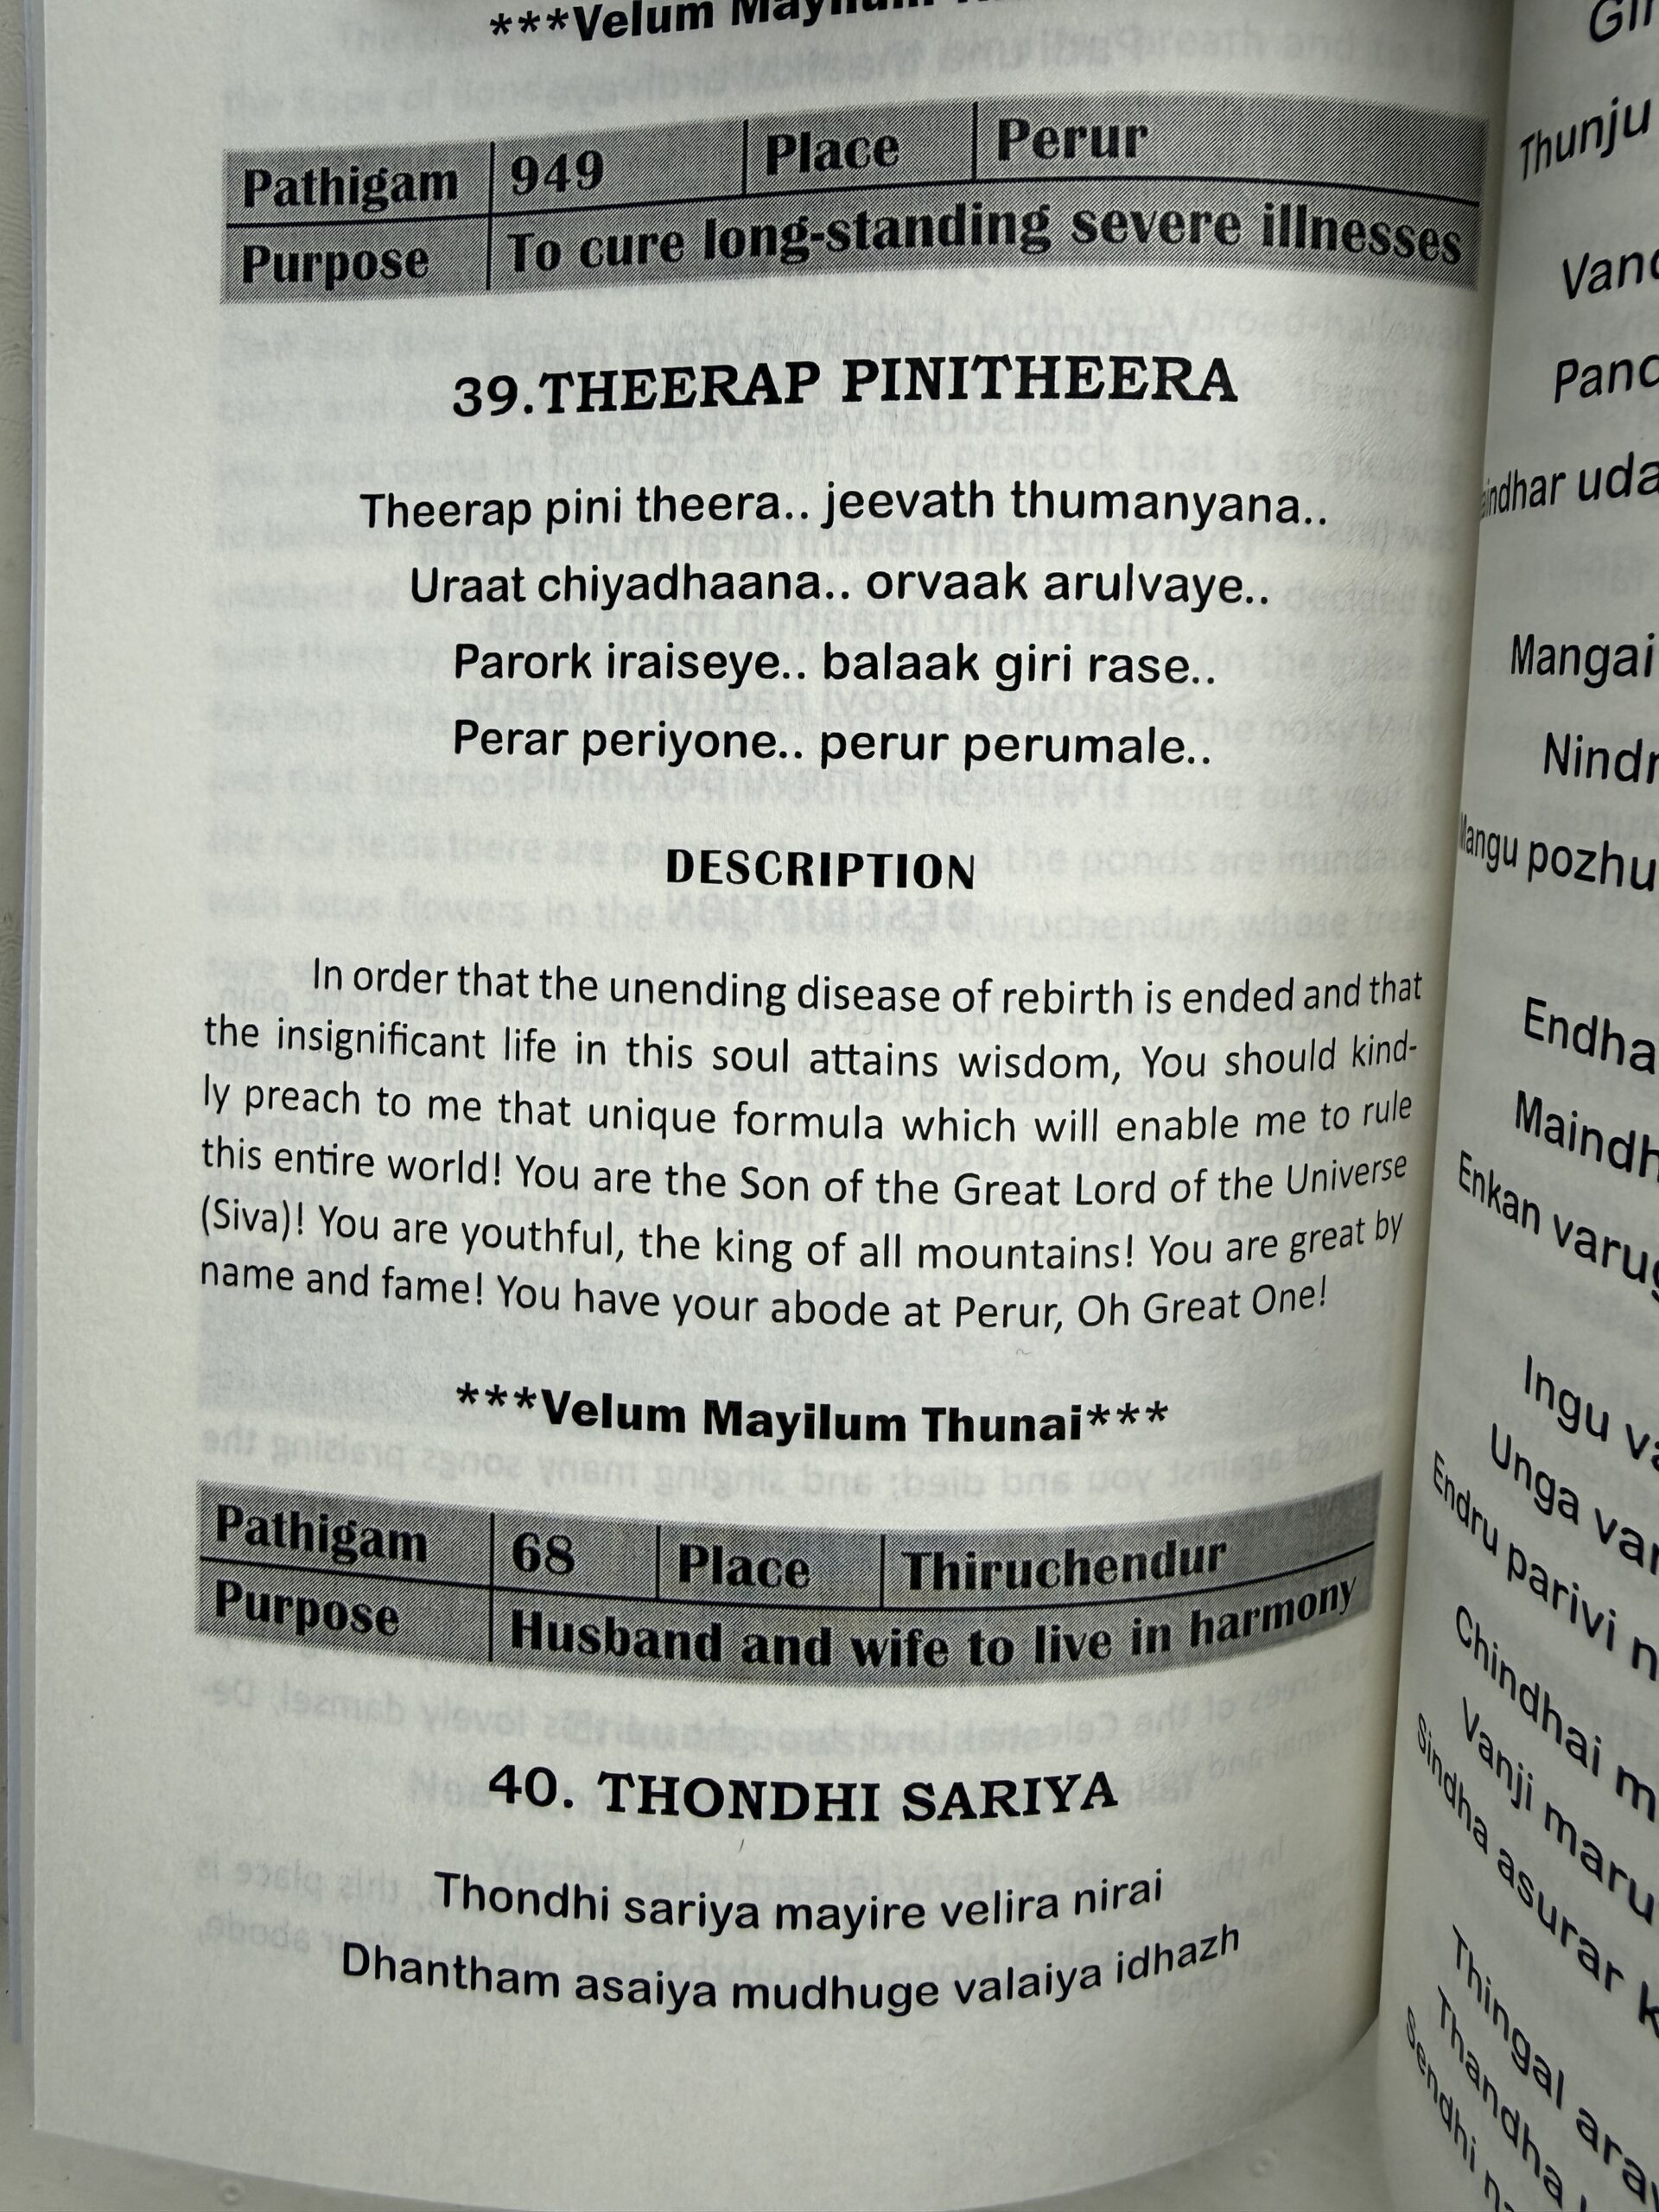 ***Velum
Pathigam 949 Place Perur
Purpose To cure long-standing severe illnesses
39.THEERAP PINITHEERA
Theerap pini theera.. jeevath thumanyana..
Uraat chiyadhaana.. orvaak arulvaye..
Parork iraiseye.. balaak giri rase..
Perar periyone.. perur perumale..
DESCRIPTION
In order that the unending disease of rebirth is ended and that
the insignificant life in this soul attains wisdom, You should kind-
ly preach to me that unique formula which will enable me to rule
this entire world! You are the Son of the Great Lord of the Universe
(Siva)! You are youthful, the king of all mountains! You are great by
name and fame! You have your abode at Perur, Oh Great One!
***Velum Mayilum Thunai***
Pathigam 68 Place Thiruchendur
Purpose Husband and wife to live in harmony
40. THONDHI SARIYA
Thondhi sariya mayire velira nirai
Dhantham asaiya mudhuge valaiya idhazh
Thunju
Mangai
pozhu
Enkan
Ingu
Unga
Endru parivi
Chindhai
Vanji
Sindha asurar
Thingal